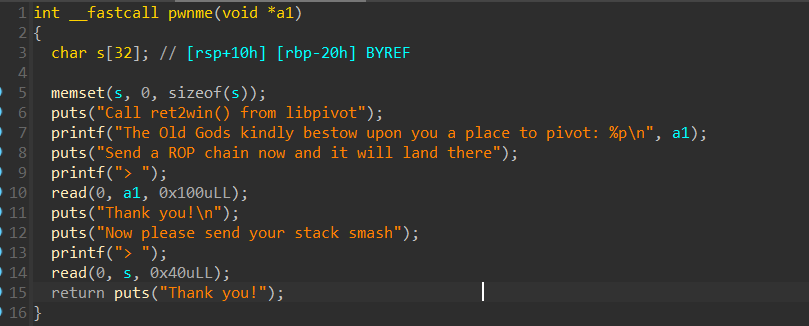 1 int __fastcall pwnme(void *a1)
2 {
3   char s[32]; // [rsp+10h] [rbp-20h] BYREF
4
5   memset(s, 0, sizeof(s));
6   puts("Call ret2win() from libpivot");
7   printf("The Old Gods kindly bestow upon you a place to pivot: %p\n", a1);
8   puts("Send a ROP chain now and it will land there");
9   printf("> ");
10   read(0, a1, 0x100uLL);
11   puts("Thank you!\n");
12   puts("Now please send your stack smash");
13   printf("> ");
14   read(0, s, 0x40uLL);
15   return puts("Thank you!");
16 }